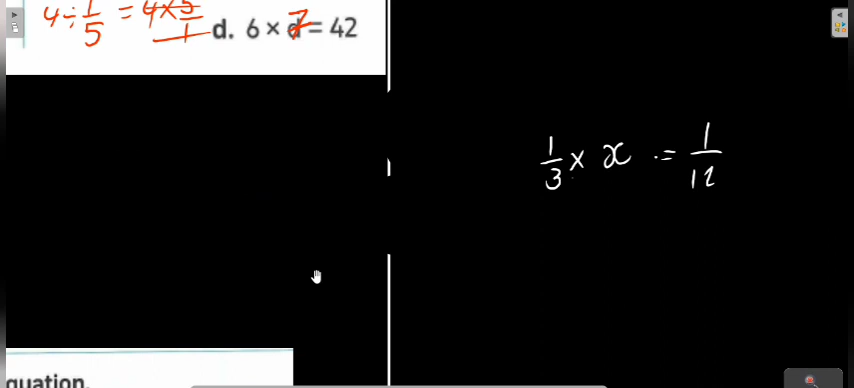 4 ÷ 1/5 = 4×5/1
d. 6 × 7 = 42
1/3 × x = 1/12
quation.